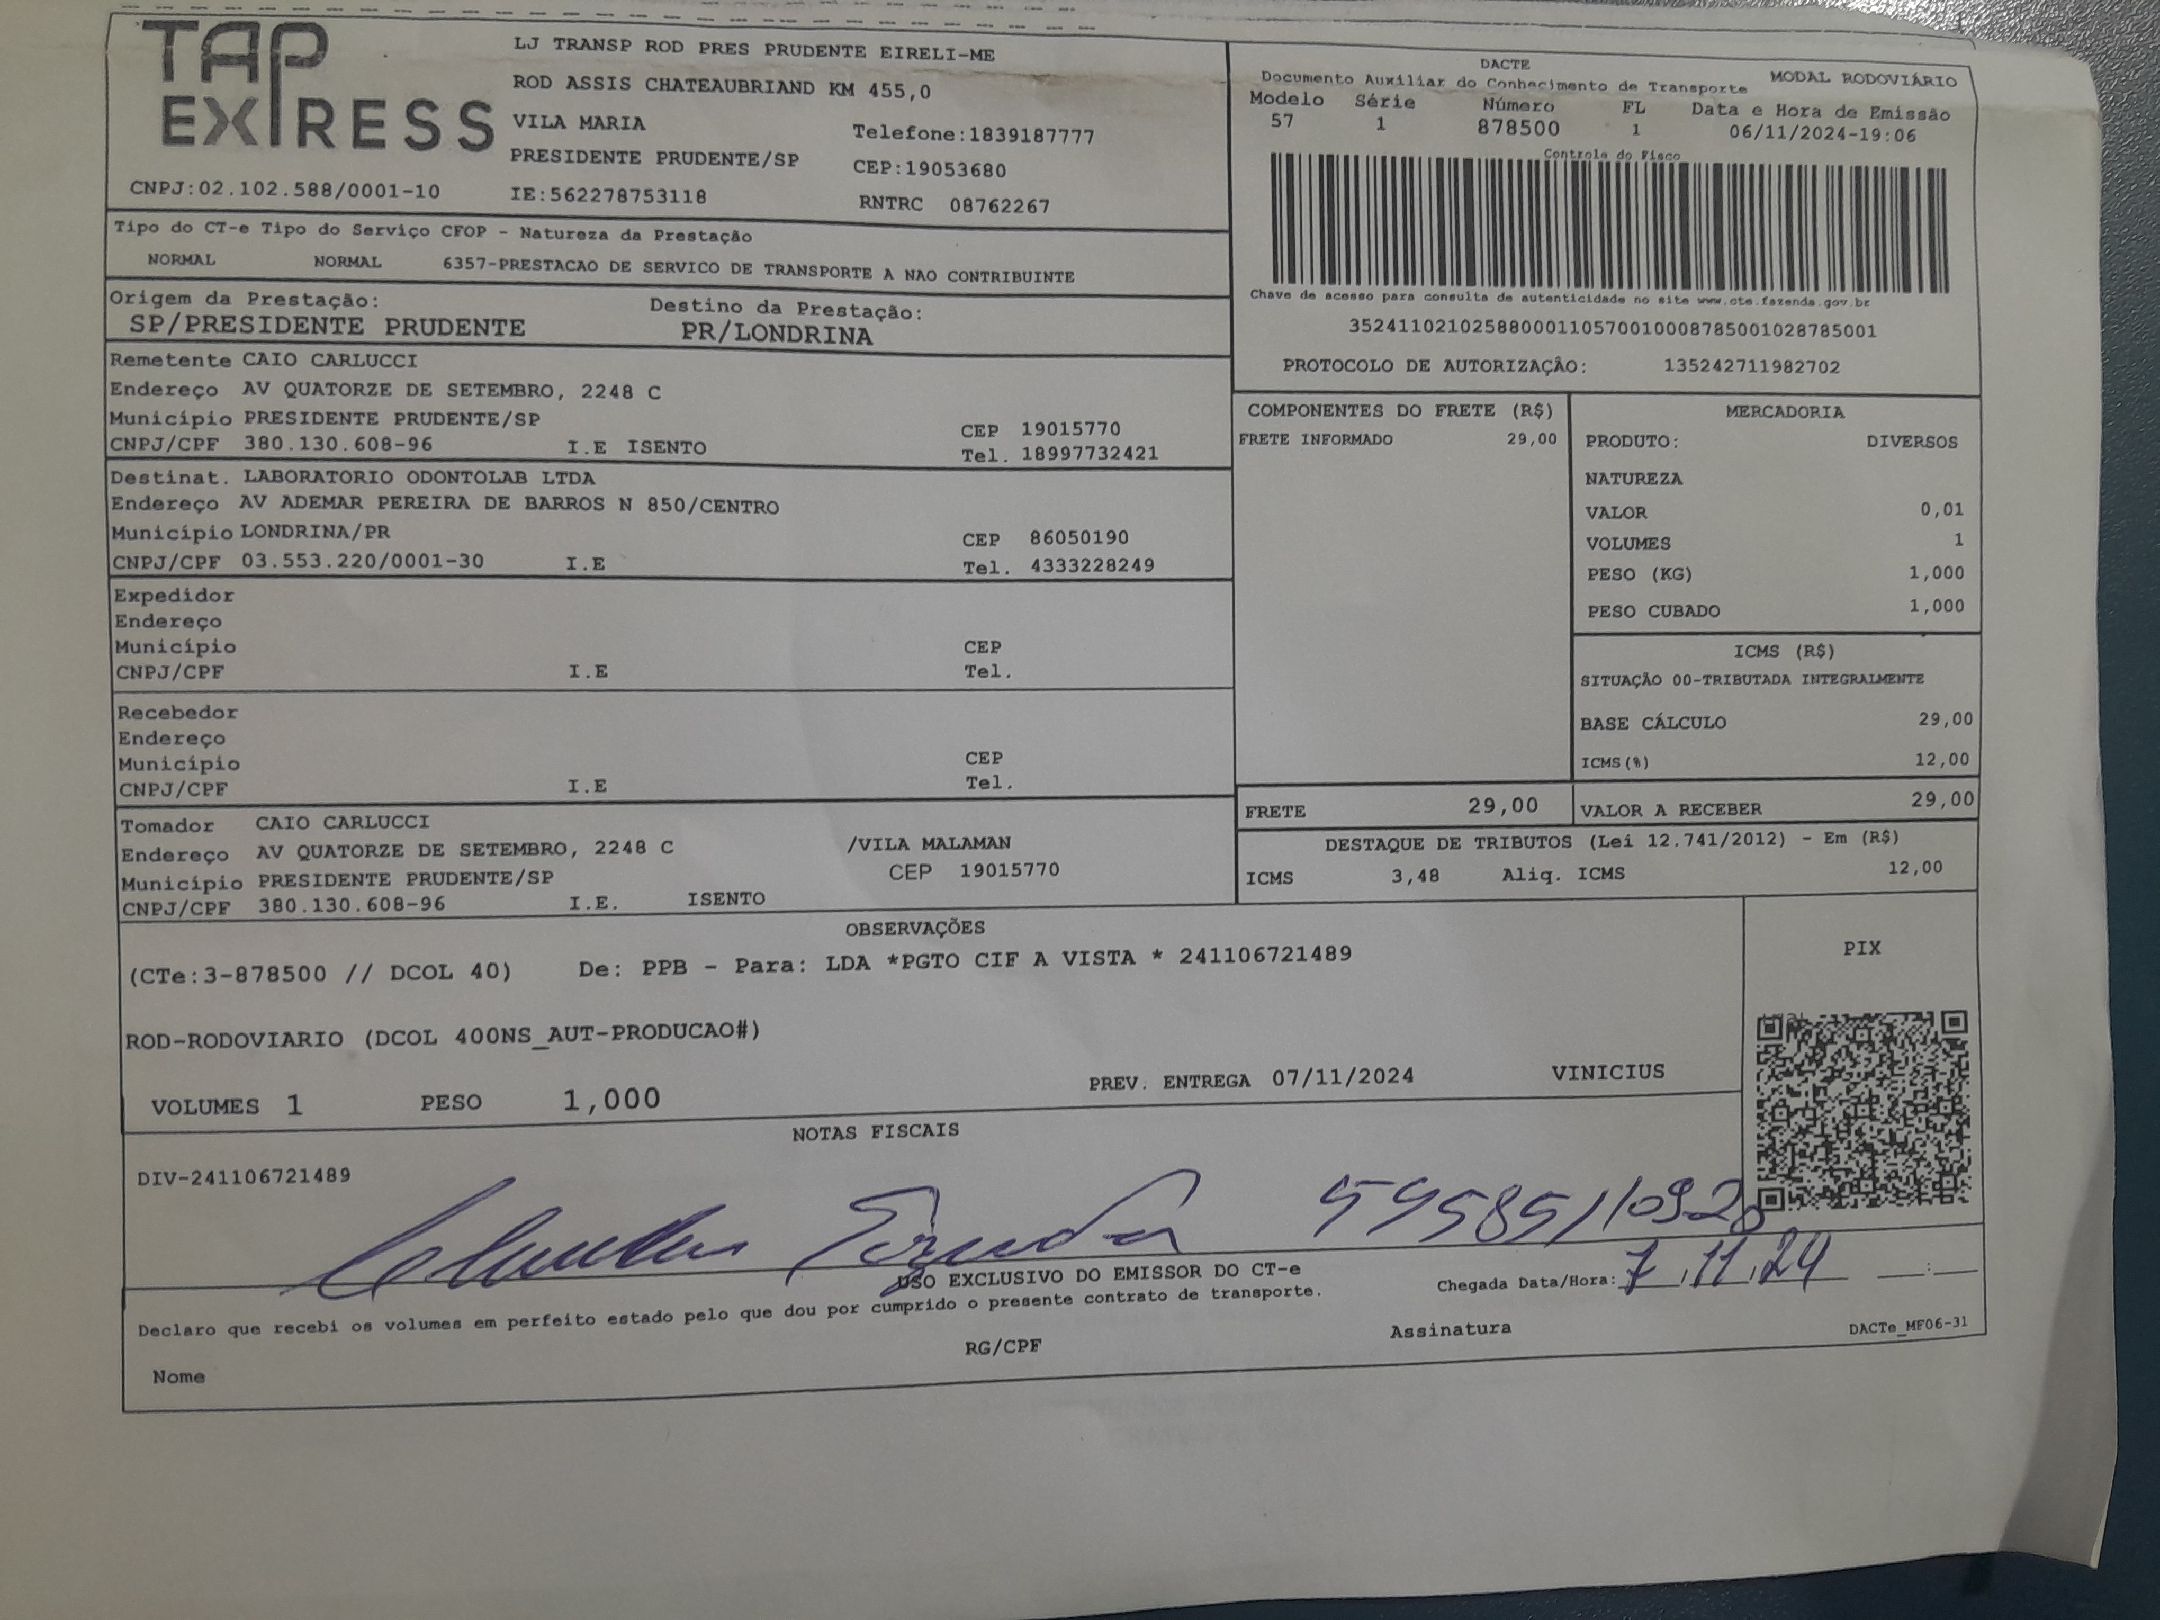 TAP EXPRESS
LJ TRANSP ROD PRES PRUDENTE EIRELI-ME
ROD ASSIS CHATEAUBRIAND KM 455,0
VILA MARIA Telefone:1839187777
PRESIDENTE PRUDENTE/SP CEP:19053680
CNPJ:02.102.588/0001-10 IE:562278753118 RNTRC 08762267
DACTE
Documento Auxiliar do Conhecimento de Transporte MODAL RODOVIÁRIO
Modelo Série Número FL Data e Hora de Emissão
57 1 878500 1 06/11/2024-19:06
Controle do Fisco
Chave de acesso para consulta de autenticidade no site www.cte.fazenda.gov.br
35241102102588000110570010008785001028785001
PROTOCOLO DE AUTORIZAÇÃO: 135242711982702
Tipo do CT-e Tipo do Serviço CFOP - Natureza da Prestação
NORMAL NORMAL 6357-PRESTACAO DE SERVICO DE TRANSPORTE A NAO CONTRIBUINTE
Origem da Prestação: Destino da Prestação:
SP/PRESIDENTE PRUDENTE PR/LONDRINA
Remetente CAIO CARLUCCI
Endereço AV QUATORZE DE SETEMBRO, 2248 C
Município PRESIDENTE PRUDENTE/SP CEP 19015770
CNPJ/CPF 380.130.608-96 I.E ISENTO Tel. 18997732421
Destinat. LABORATORIO ODONTOLAB LTDA
Endereço AV ADEMAR PEREIRA DE BARROS N 850/CENTRO
Município LONDRINA/PR CEP 86050190
CNPJ/CPF 03.553.220/0001-30 I.E Tel. 4333228249
Expedidor
Endereço
Município CEP
CNPJ/CPF I.E Tel.
Recebedor
Endereço
Município CEP
CNPJ/CPF I.E Tel.
Tomador CAIO CARLUCCI
Endereço AV QUATORZE DE SETEMBRO, 2248 C /VILA MALAMAN
Município PRESIDENTE PRUDENTE/SP CEP 19015770
CNPJ/CPF 380.130.608-96 I.E. ISENTO
COMPONENTES DO FRETE (R$)
FRETE INFORMADO 29,00
MERCADORIA
PRODUTO: DIVERSOS
NATUREZA
VALOR 0,01
VOLUMES 1
PESO (KG) 1,000
PESO CUBADO 1,000
ICMS (R$)
SITUAÇÃO 00-TRIBUTADA INTEGRALMENTE
BASE CÁLCULO 29,00
ICMS(%) 12,00
FRETE 29,00 VALOR A RECEBER 29,00
DESTAQUE DE TRIBUTOS (Lei 12.741/2012) - Em (R$)
ICMS 3,48 Aliq. ICMS 12,00
OBSERVAÇÕES
(CTe:3-878500 // DCOL 40) De: PPB - Para: LDA *PGTO CIF A VISTA * 241106721489
ROD-RODOVIARIO (DCOL 400NS_AUT-PRODUCAO#)
PREV. ENTREGA 07/11/2024 VINICIUS
VOLUMES 1 PESO 1,000
PIX
NOTAS FISCAIS
DIV-241106721489
USO EXCLUSIVO DO EMISSOR DO CT-e
Chegada Data/Hora: 7.11.24 __:__
Declaro que recebi os volumes em perfeito estado pelo que dou por cumprido o presente contrato de transporte.
Nome RG/CPF Assinatura DACTe_MF06-31